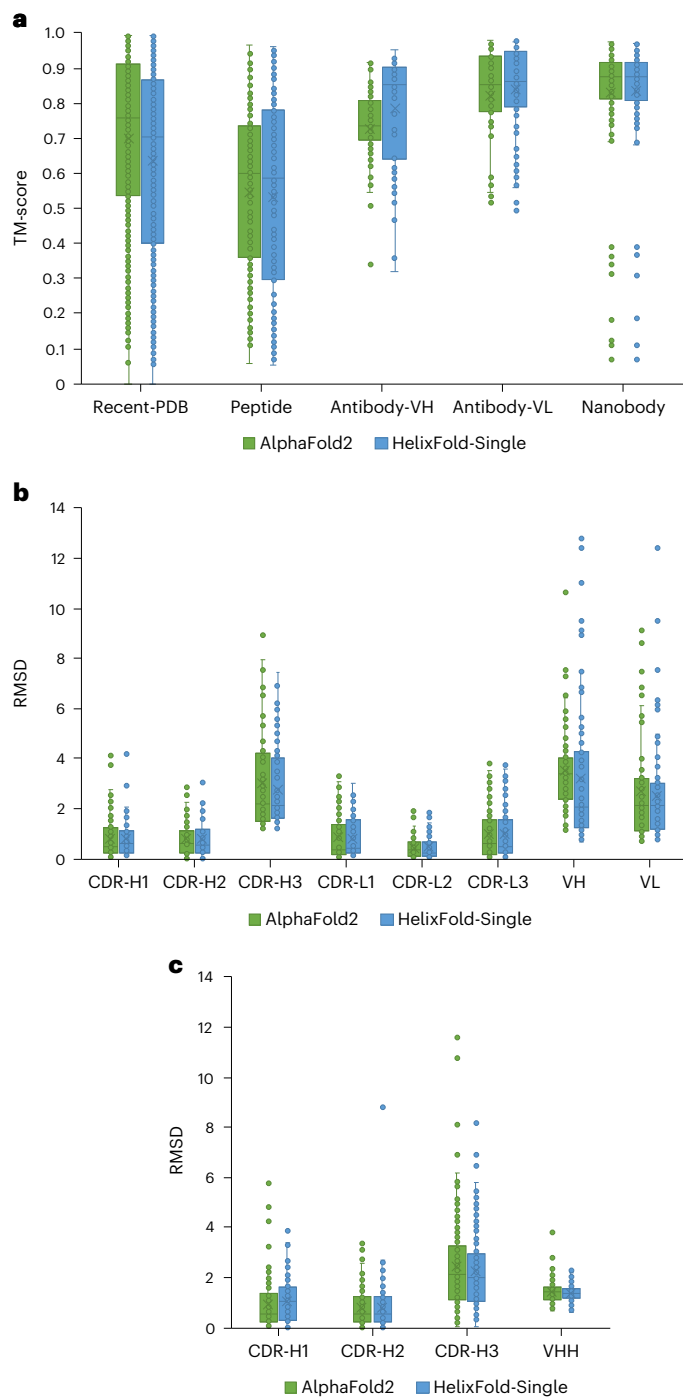 a
1.0
0.9
0.8
0.7
0.6
0.5
0.4
0.3
0.2
0.1
0
TM-score
Recent-PDB Peptide Antibody-VH Antibody-VL Nanobody
AlphaFold2 HelixFold-Single
b
14
12
10
8
6
4
2
0
RMSD
CDR-H1 CDR-H2 CDR-H3 CDR-L1 CDR-L2 CDR-L3 VH VL
AlphaFold2 HelixFold-Single
c
14
12
10
8
6
4
2
0
RMSD
CDR-H1 CDR-H2 CDR-H3 VHH
AlphaFold2 HelixFold-Single